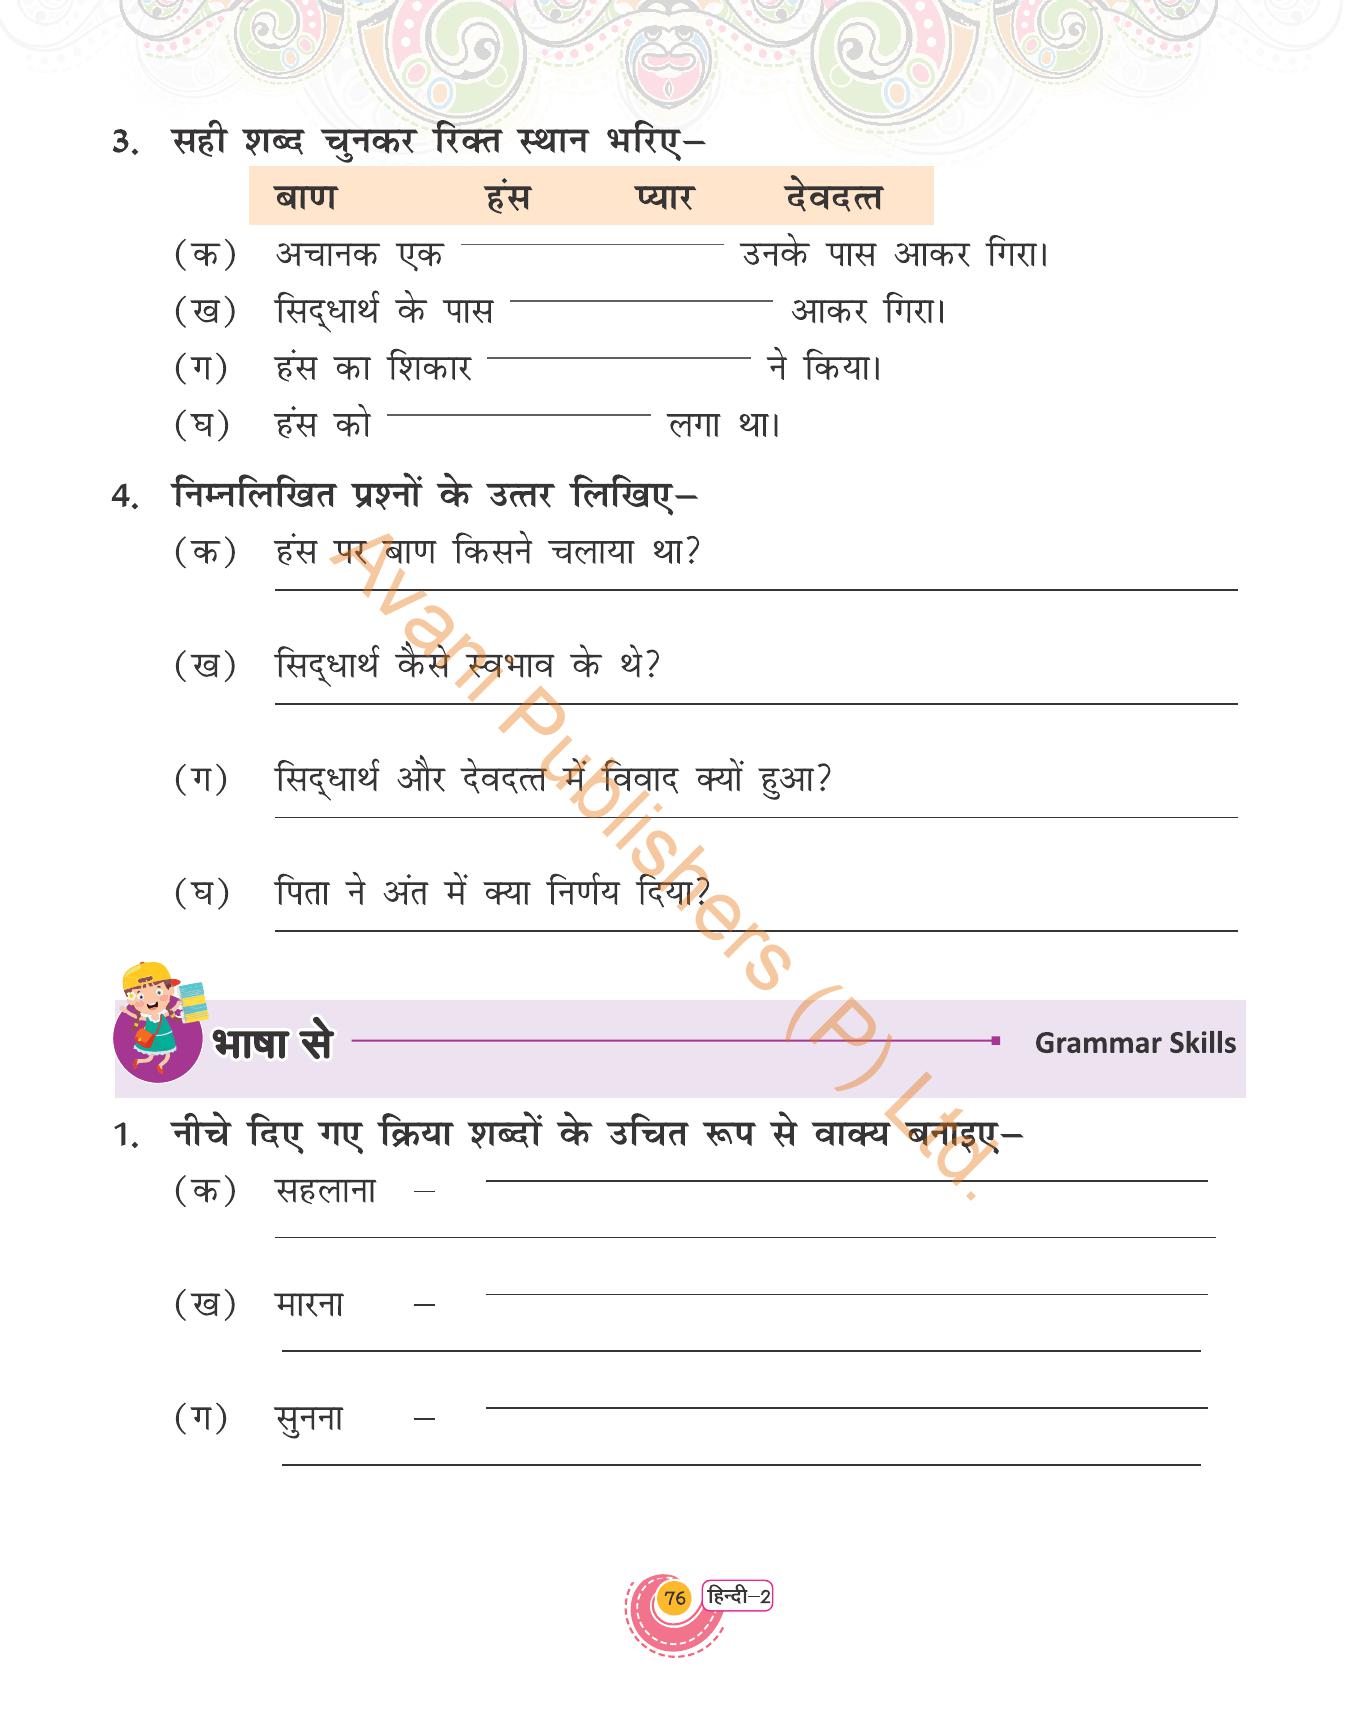 3. सही शब्द चुनकर रिक्त स्थान भरिए–
बाण हंस प्यार देवदत्त
(क) अचानक एक ____________ उनके पास आकर गिरा।
(ख) सिद्धार्थ के पास ____________ आकर गिरा।
(ग) हंस का शिकार ____________ ने किया।
(घ) हंस को ____________ लगा था।
4. निम्नलिखित प्रश्नों के उत्तर लिखिए–
(क) हंस पर बाण किसने चलाया था?
(ख) सिद्धार्थ कैसे स्वभाव के थे?
(ग) सिद्धार्थ और देवदत्त में विवाद क्यों हुआ?
(घ) पिता ने अंत में क्या निर्णय दिया?
Avani Publishers (P) Ltd.
भाषा से Grammar Skills
1. नीचे दिए गए क्रिया शब्दों के उचित रूप से वाक्य बनाइए–
(क) सहलाना –
(ख) मारना –
(ग) सुनना –
76 हिन्दी–2